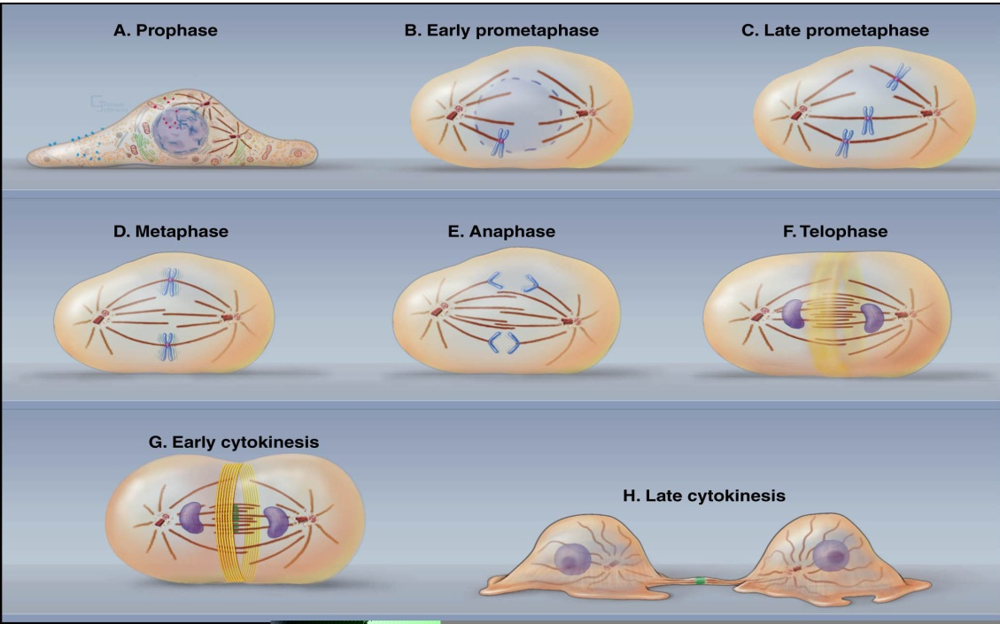 A. Prophase
B. Early prometaphase
C. Late prometaphase
D. Metaphase
E. Anaphase
F. Telophase
G. Early cytokinesis
H. Late cytokinesis